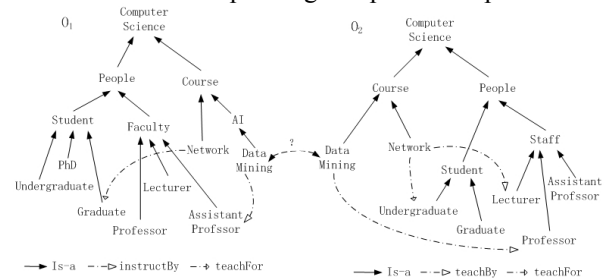 O1
Computer
Science
People
Course
Student
Faculty
AI
PhD
Network
Data
Mining
Undergraduate
Lecturer
Graduate
Assistant
Profssor
Professor
Is-a
instructBy
teachFor
?
O2
Computer
Science
Course
People
Data
Mining
Network
Staff
Student
Assistant
Profssor
Undergraduate
Lecturer
Graduate
Professor
Is-a
teachBy
teachFor